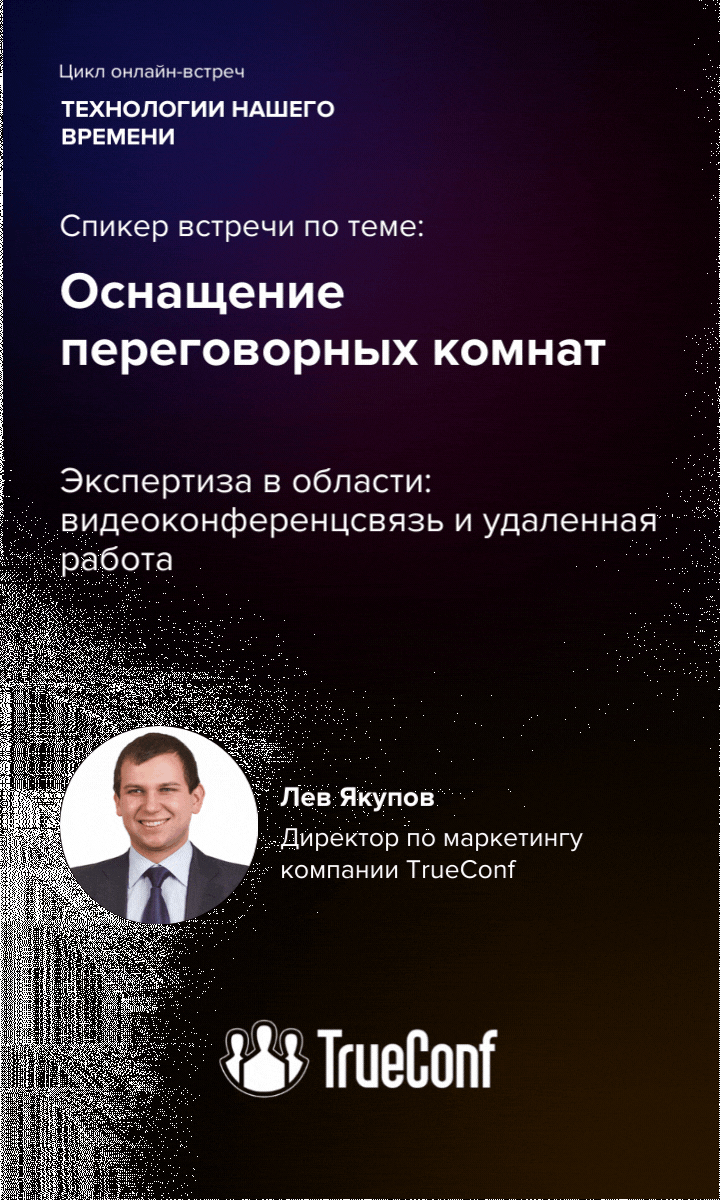 Цикл онлайн-встреч
ТЕХНОЛОГИИ НАШЕГО
ВРЕМЕНИ
Спикер встречи по теме:
Оснащение
переговорных комнат
Экспертиза в области:
видеоконференцсвязь и удаленная
работа
Лев Якупов
Директор по маркетингу
компании TrueConf
TrueConf